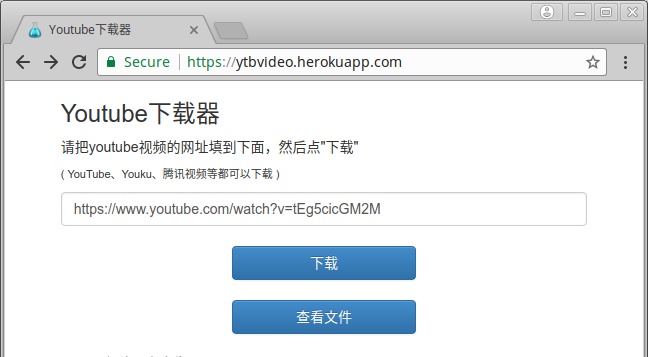 Youtube下载器
Secure https://ytbvideo.herokuapp.com
Youtube下载器
请把youtube视频的网址填到下面，然后点"下载"
( YouTube、Youku、腾讯视频等都可以下载 )
https://www.youtube.com/watch?v=tEg5cicGM2M
下载
查看文件